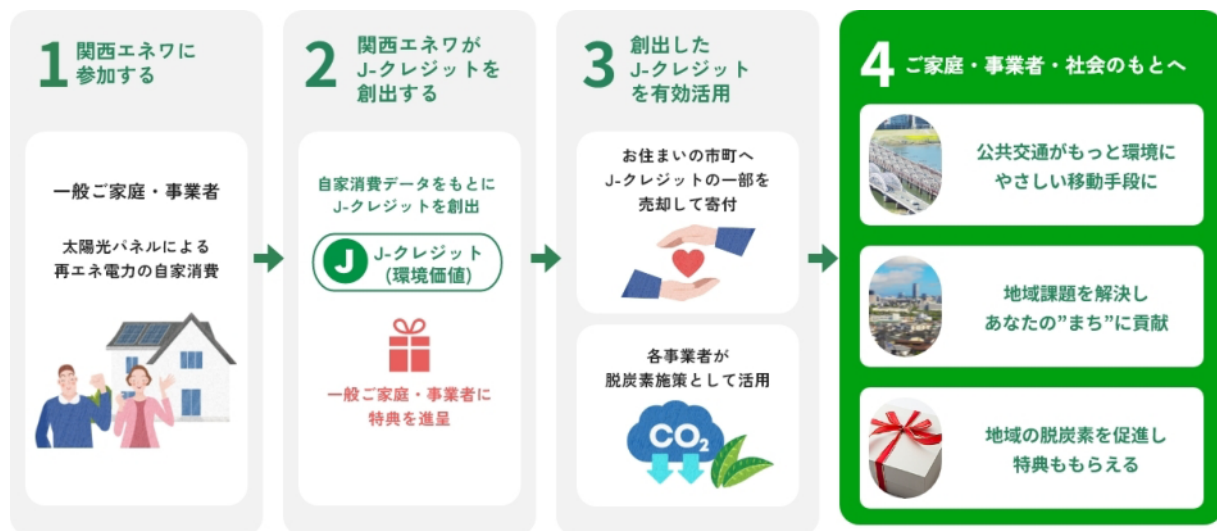 1
関西エネワに
参加する
一般ご家庭・事業者
太陽光パネルによる
再エネ電力の自家消費
2
関西エネワが
J-クレジットを
創出する
自家消費データをもとに
J-クレジットを創出
J
J-クレジット
(環境価値)
一般ご家庭・事業者に
特典を進呈
3
創出した
J-クレジット
を有効活用
お住まいの市町へ
J-クレジットの一部を
売却して寄付
各事業者が
脱炭素施策として活用
CO₂
4
ご家庭・事業者・社会のもとへ
公共交通がもっと環境に
やさしい移動手段に
地域課題を解決し
あなたの”まち”に貢献
地域の脱炭素を促進し
特典ももらえる